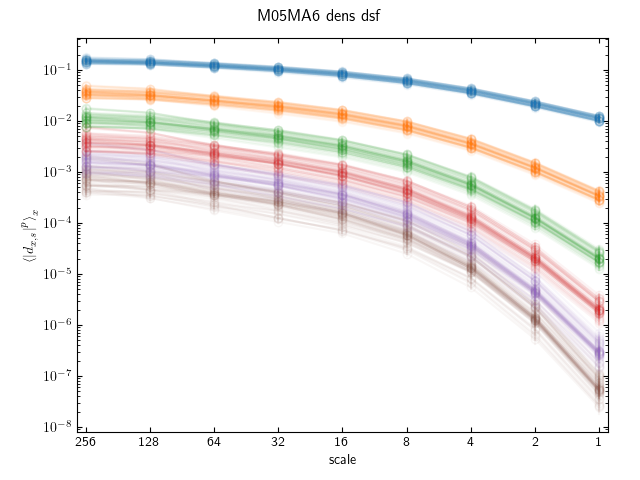 M05MA6 dens dsf
10⁻¹
10⁻²
10⁻³
10⁻⁴
10⁻⁵
10⁻⁶
10⁻⁷
10⁻⁸
⟨|d_{x,s}|^p⟩_x
256 128 64 32 16 8 4 2 1
scale